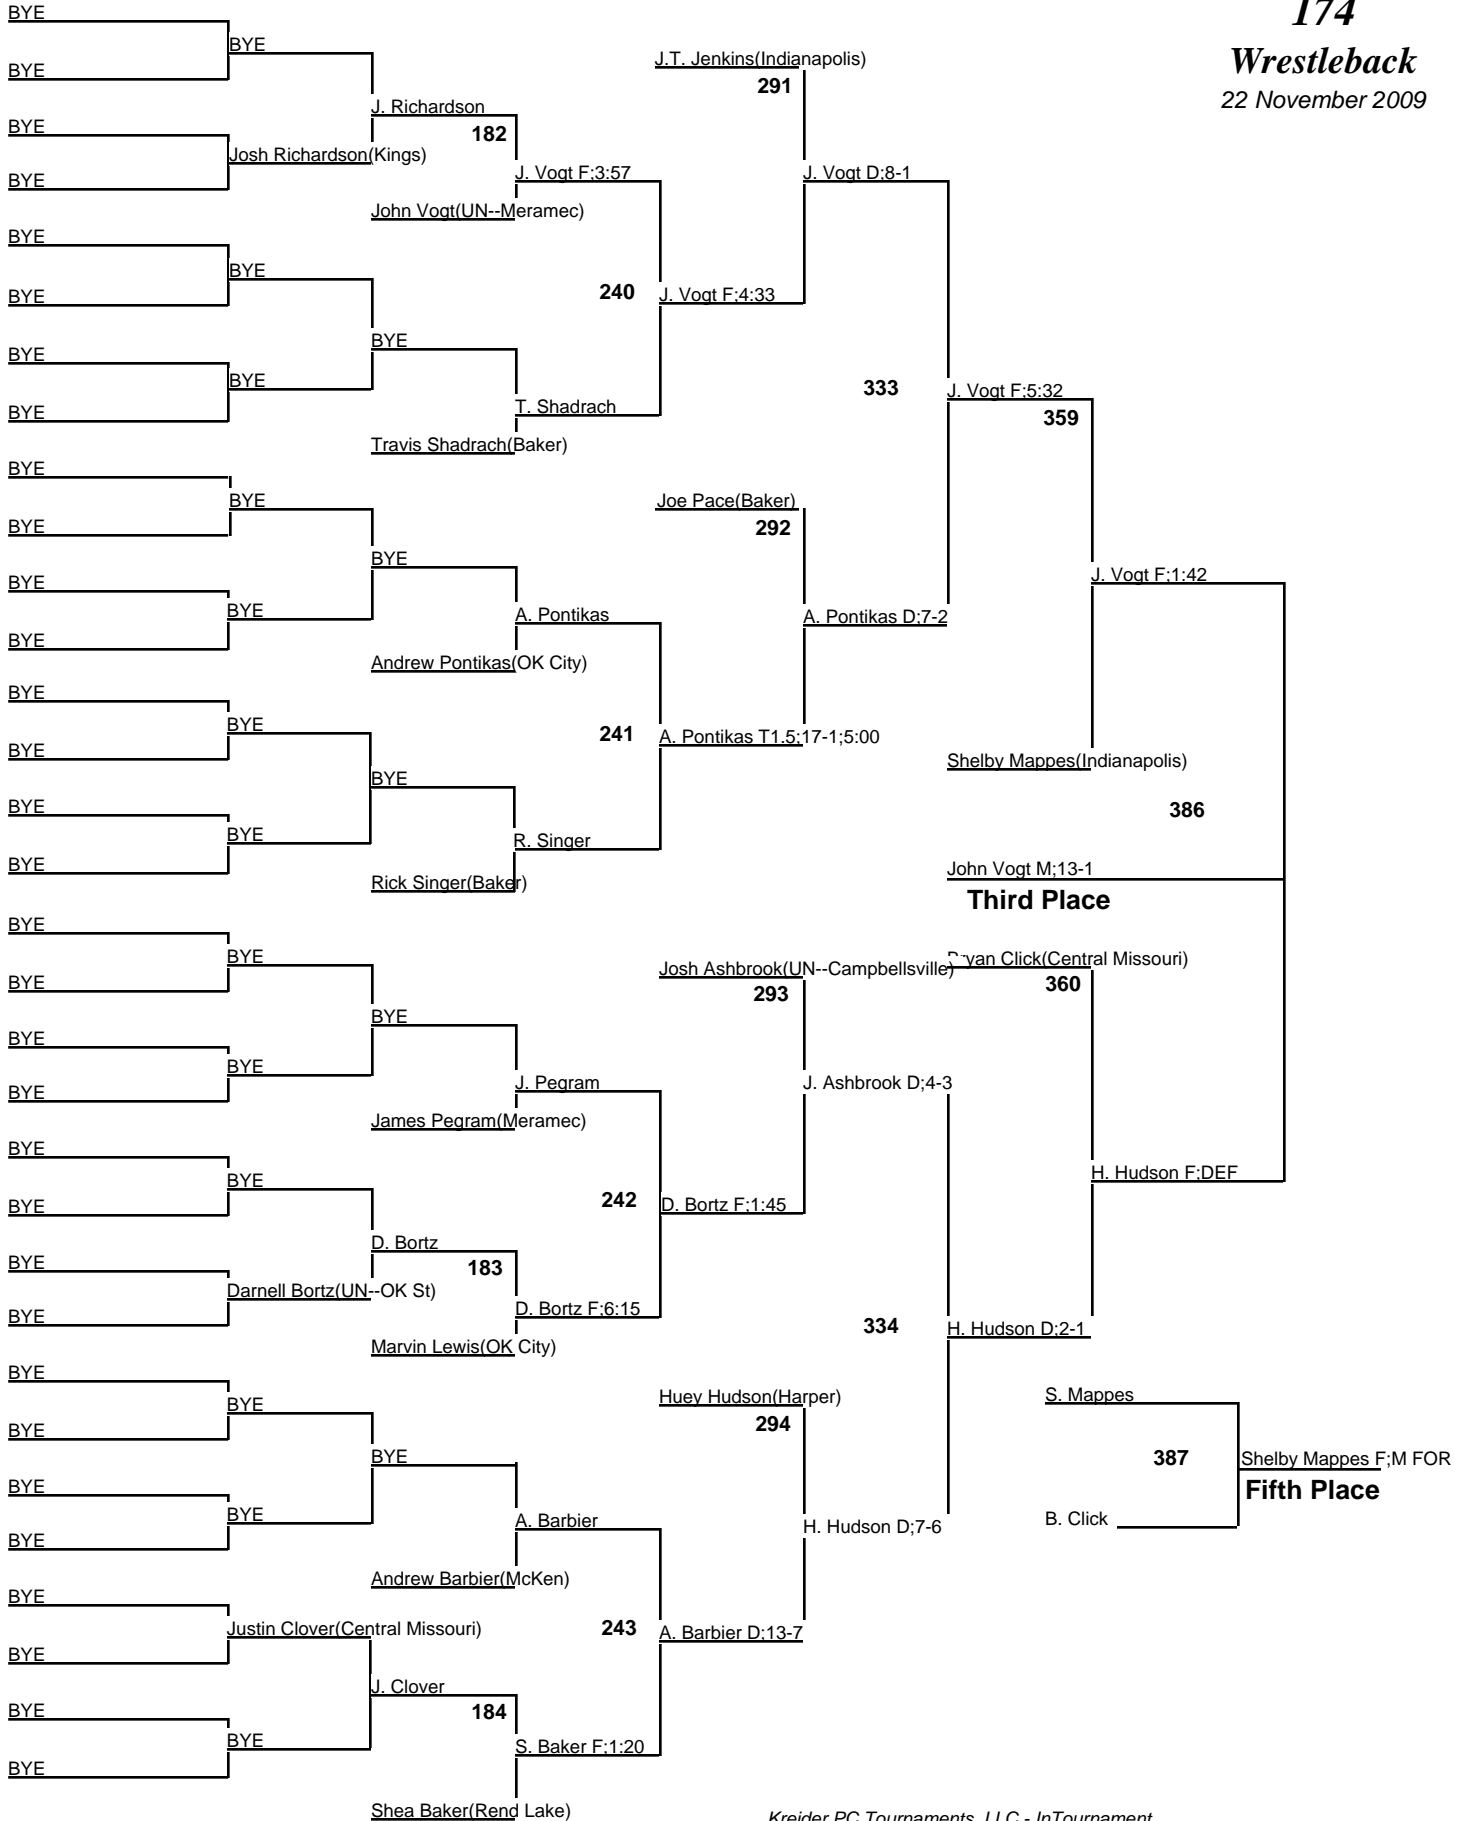 174
Wrestleback
22 November 2009
BYE
BYE
BYE
J.T. Jenkins(Indianapolis)
291
BYE
J. Richardson
BYE
182
Josh Richardson(Kings)
BYE
J. Vogt F;3:57
J. Vogt D;8-1
John Vogt(UN--Meramec)
BYE
BYE
BYE
240
J. Vogt F;4:33
BYE
BYE
BYE
333
J. Vogt F;5:32
BYE
T. Shadrach
359
Travis Shadrach(Baker)
BYE
BYE
Joe Pace(Baker)
BYE
292
BYE
BYE
J. Vogt F;1:42
BYE
A. Pontikas
A. Pontikas D;7-2
BYE
Andrew Pontikas(OK City)
BYE
BYE
241
A. Pontikas T1.5;17-1;5:00
BYE
Shelby Mappes(Indianapolis)
BYE
BYE
386
BYE
R. Singer
BYE
John Vogt M;13-1
Rick Singer(Baker)
Third Place
BYE
BYE
Josh Ashbrook(UN--Campbellsville)
Bryan Click(Central Missouri)
BYE
293
360
BYE
BYE
BYE
J. Pegram
J. Ashbrook D;4-3
BYE
James Pegram(Meramec)
BYE
BYE
H. Hudson F;DEF
BYE
242
D. Bortz F;1:45
D. Bortz
BYE
183
Darnell Bortz(UN--OK St)
BYE
D. Bortz F;6:15
334
H. Hudson D;2-1
Marvin Lewis(OK City)
BYE
BYE
Huey Hudson(Harper)
S. Mappes
BYE
294
BYE
387
Shelby Mappes F;M FOR
BYE
Fifth Place
BYE
A. Barbier
B. Click
BYE
H. Hudson D;7-6
Andrew Barbier(McKen)
BYE
Justin Clover(Central Missouri)
243
A. Barbier D;13-7
BYE
J. Clover
BYE
184
BYE
S. Baker F;1:20
BYE
Shea Baker(Rend Lake)
Kreider PC Tournaments, LLC - InTournament